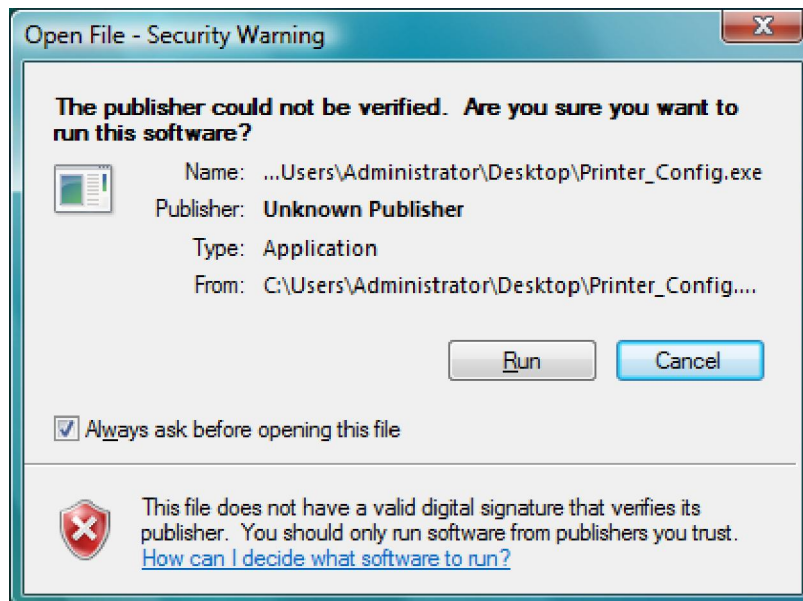 Open File - Security Warning
The publisher could not be verified.  Are you sure you want to
run this software?
Name: ...Users\Administrator\Desktop\Printer_Config.exe
Publisher: Unknown Publisher
Type: Application
From: C:\Users\Administrator\Desktop\Printer_Config....
Run Cancel
Always ask before opening this file
This file does not have a valid digital signature that verifies its
publisher.  You should only run software from publishers you trust.
How can I decide what software to run?